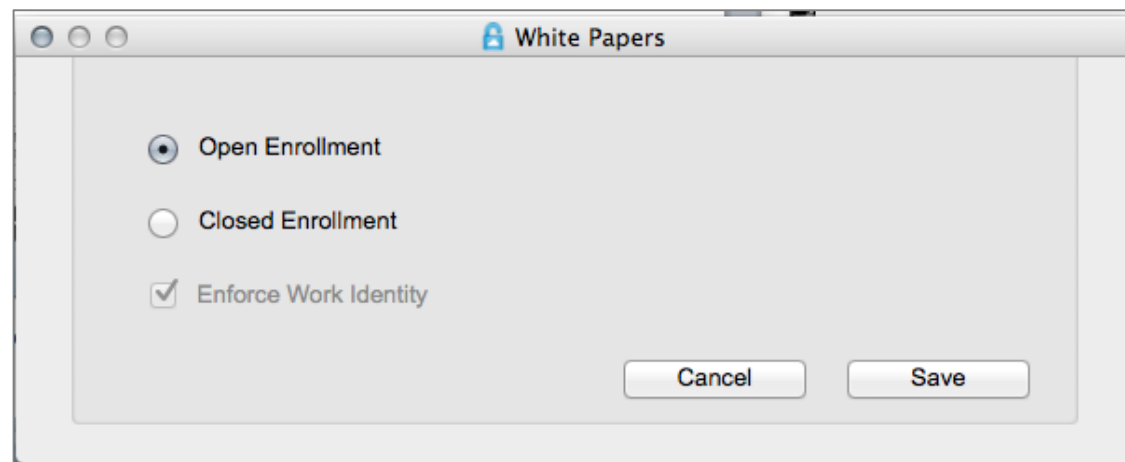 White Papers
Open Enrollment
Closed Enrollment
Enforce Work Identity
Cancel Save